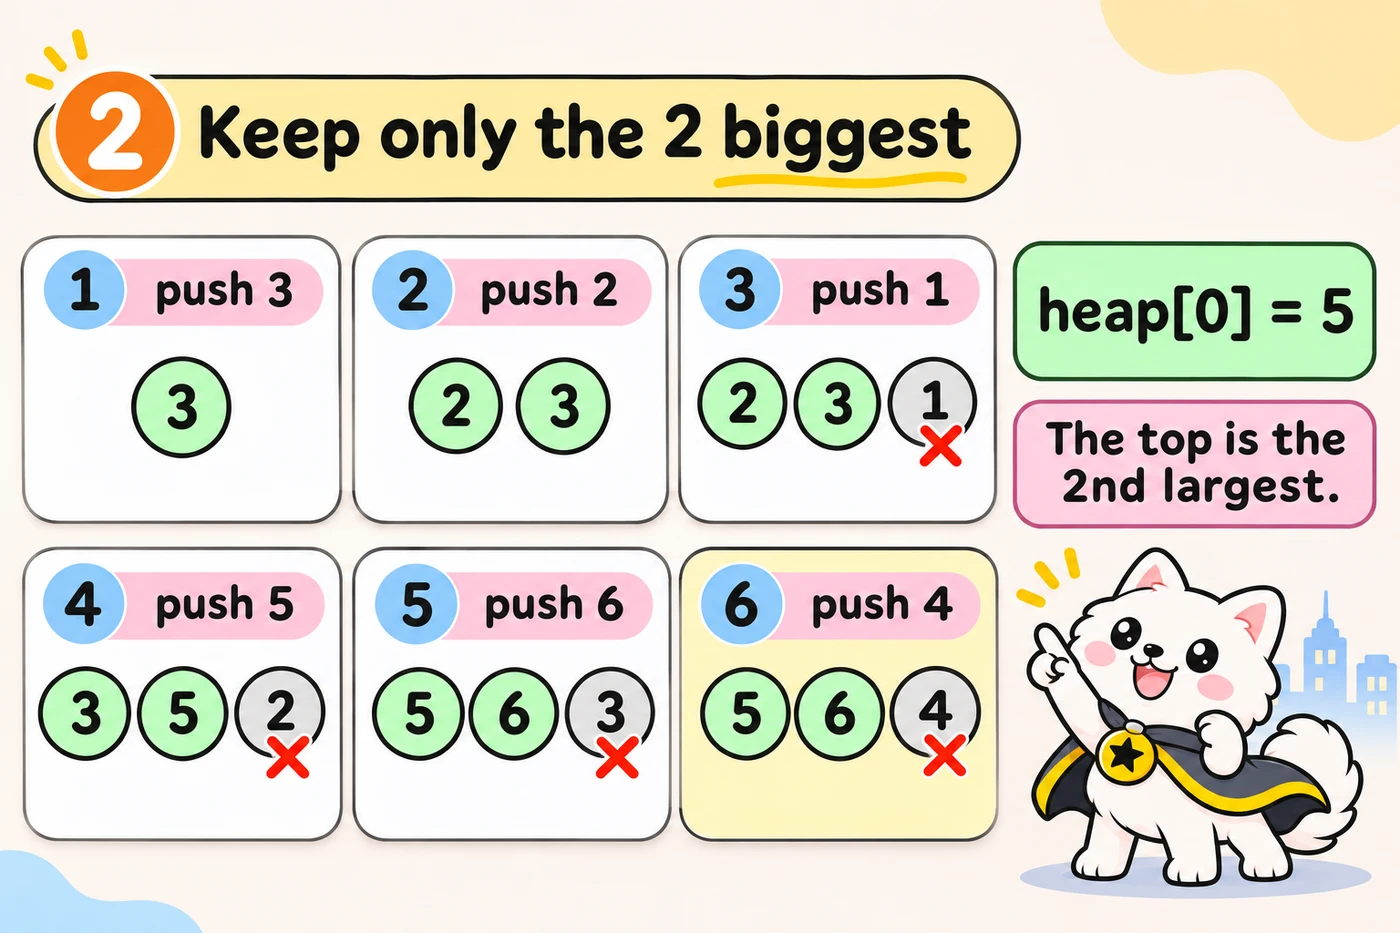 2 Keep only the 2 biggest
1 push 3
3
2 push 2
2 3
3 push 1
2 3 1
4 push 5
3 5 2
5 push 6
5 6 3
6 push 4
5 6 4
heap[0] = 5
The top is the
2nd largest.